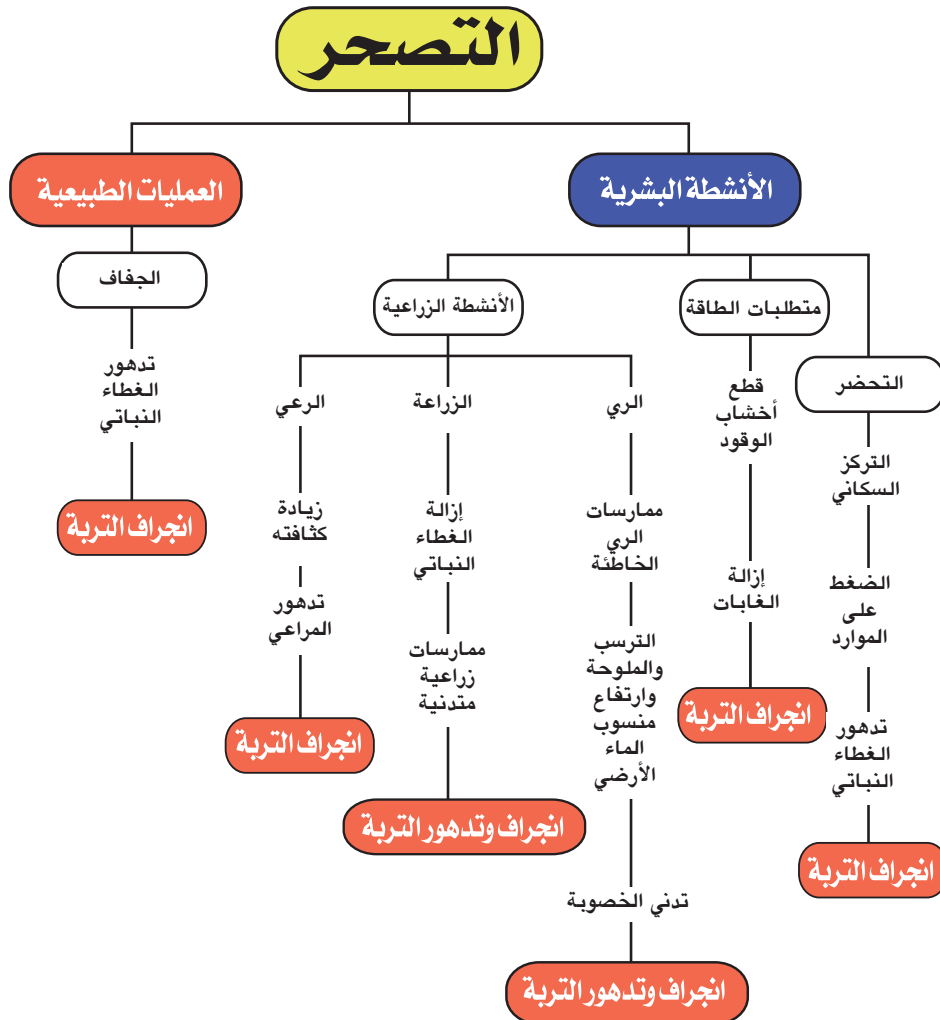 التصحر
الأنشطة البشرية
العمليات الطبيعية
التحضر
التركز
السكاني
الضغط
على
الموارد
تدهور
الغطاء
النباتي
انجراف التربة
متطلبات الطاقة
قطع
أخشاب
الوقود
إزالة
الغابات
انجراف التربة
الأنشطة الزراعية
الري
ممارسات
الري
الخاطئة
الترسب
والملوحة
وارتفاع
منسوب
الماء
الأرضي
تدني الخصوبة
انجراف وتدهور التربة
الزراعة
إزالة
الغطاء
النباتي
ممارسات
زراعية
متدنية
انجراف وتدهور التربة
الرعي
زيادة
كثافته
تدهور
المراعي
انجراف التربة
الجفاف
تدهور
الغطاء
النباتي
انجراف التربة